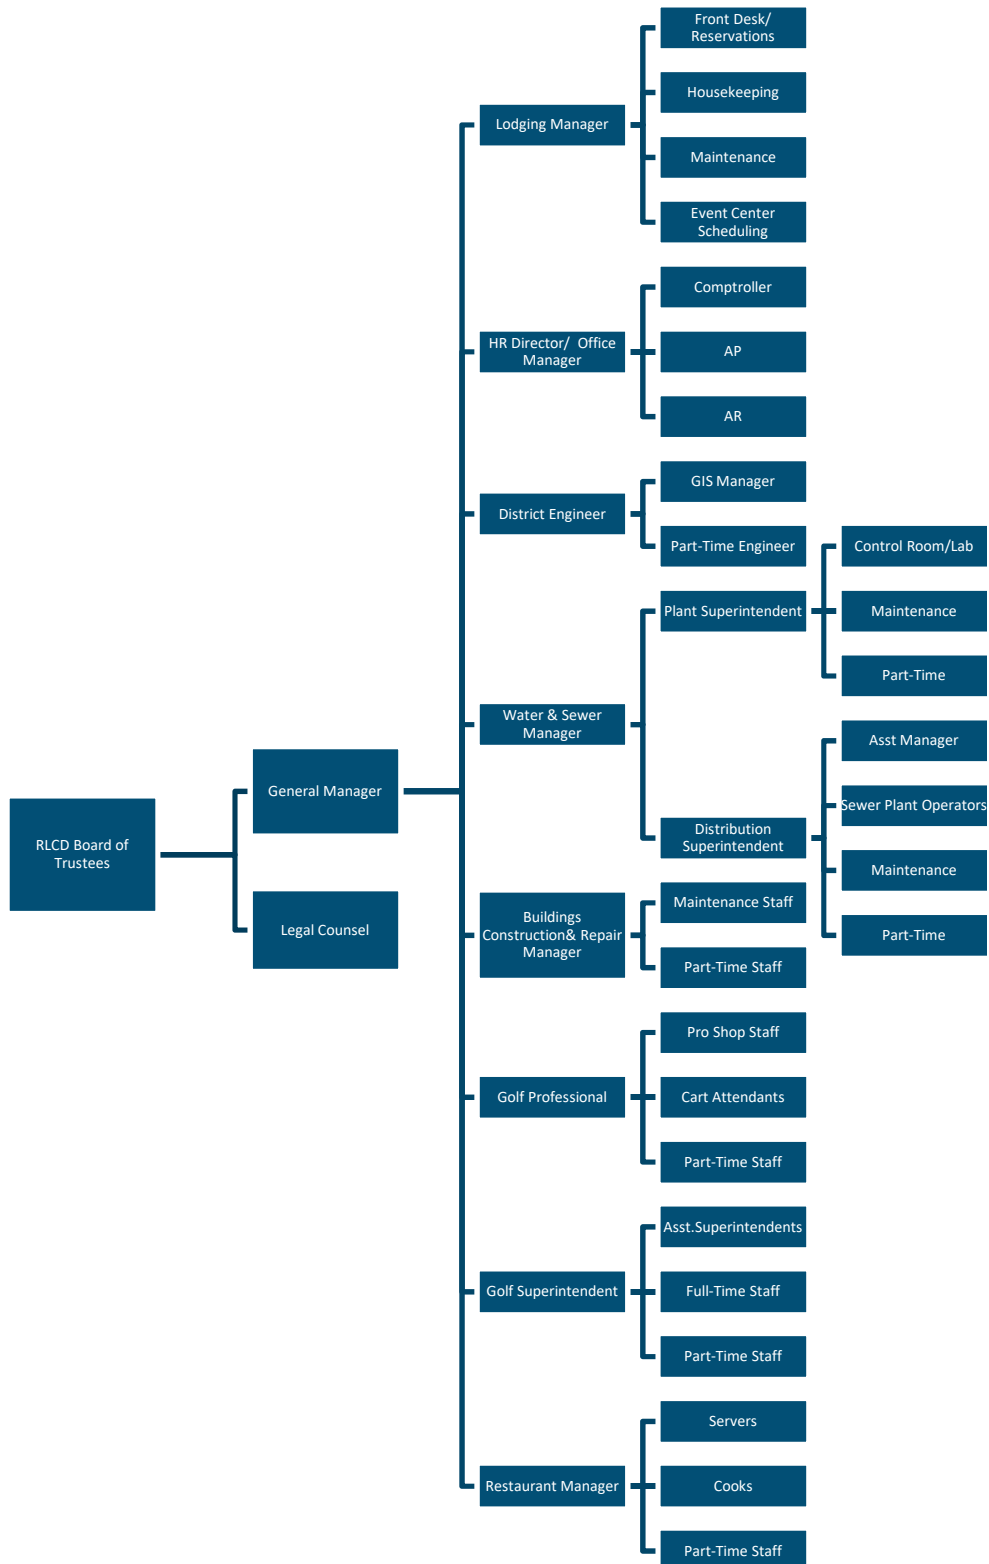 Front Desk/
Reservations
Housekeeping
Lodging Manager
Maintenance
Event Center
Scheduling
Comptroller
HR Director/  Office
Manager
AP
AR
GIS Manager
District Engineer
Part-Time Engineer
Control Room/Lab
Plant Superintendent
Maintenance
Part-Time
Water & Sewer
Manager
Asst Manager
General Manager
Sewer Plant Operators
Distribution
Superintendent
RLCD Board of
Trustees
Maintenance
Legal Counsel
Buildings
Construction& Repair
Manager
Maintenance Staff
Part-Time
Part-Time Staff
Pro Shop Staff
Golf Professional
Cart Attendants
Part-Time Staff
Asst.Superintendents
Golf Superintendent
Full-Time Staff
Part-Time Staff
Servers
Restaurant Manager
Cooks
Part-Time Staff